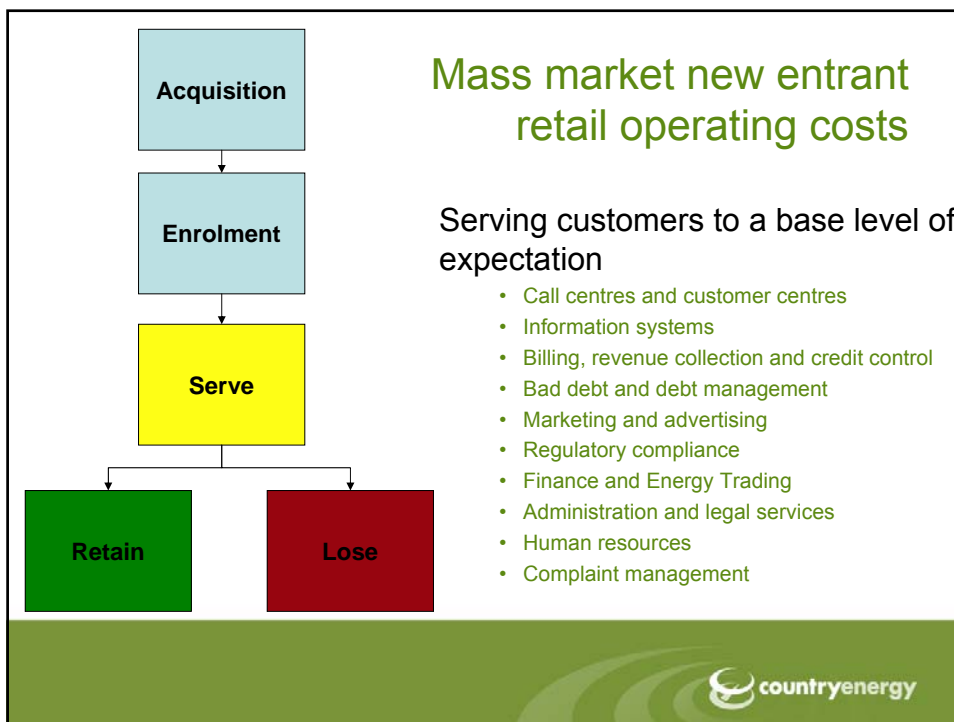 Mass market new entrant
retail operating costs
Acquisition
Enrolment
Serve
Retain
Lose
Serving customers to a base level of
expectation
• Call centres and customer centres
• Information systems
• Billing, revenue collection and credit control
• Bad debt and debt management
• Marketing and advertising
• Regulatory compliance
• Finance and Energy Trading
• Administration and legal services
• Human resources
• Complaint management
countryenergy